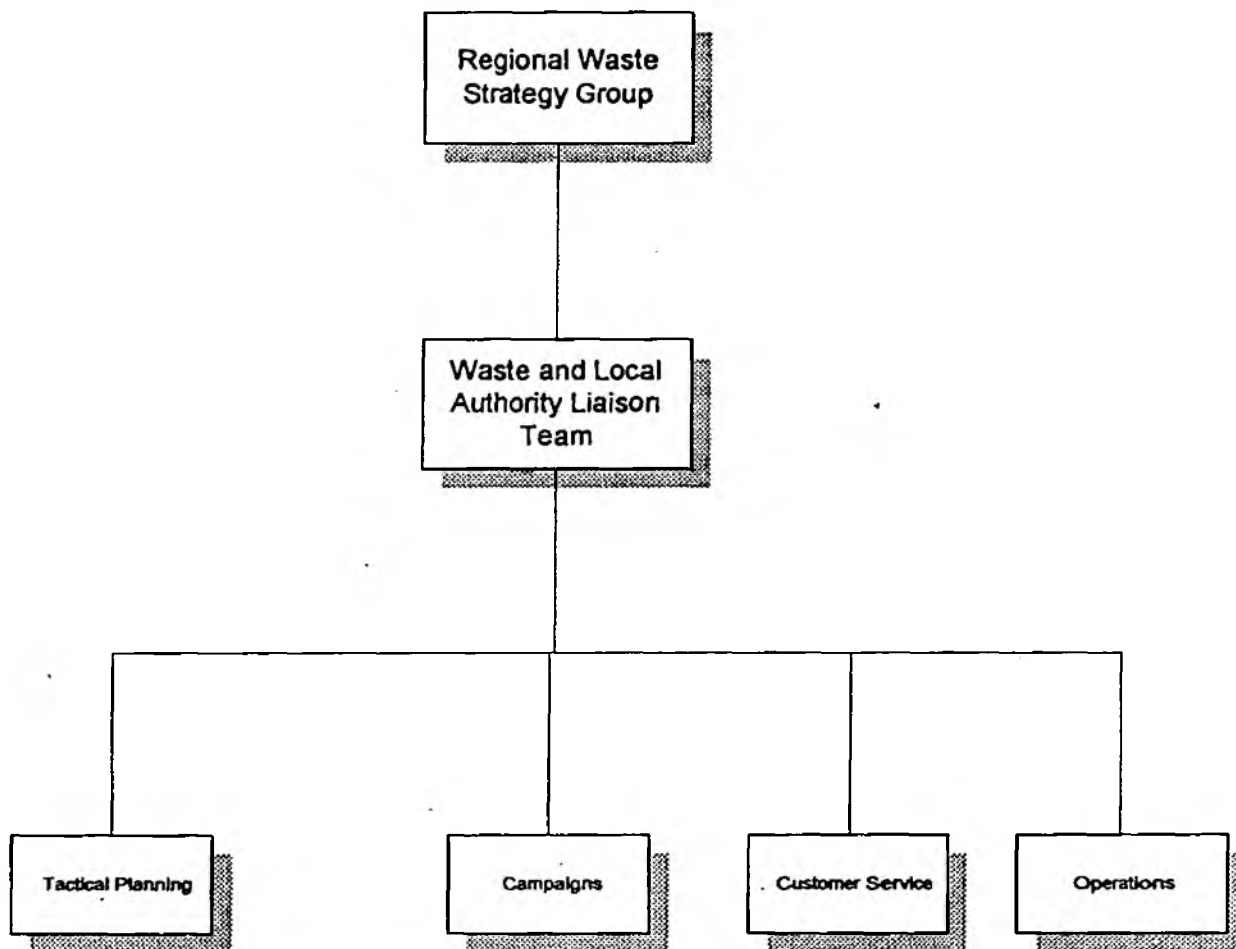 Regional Waste
Strategy Group
Waste and Local
Authority Liaison
Team
Tactical Planning
Campaigns
Customer Service
Operations